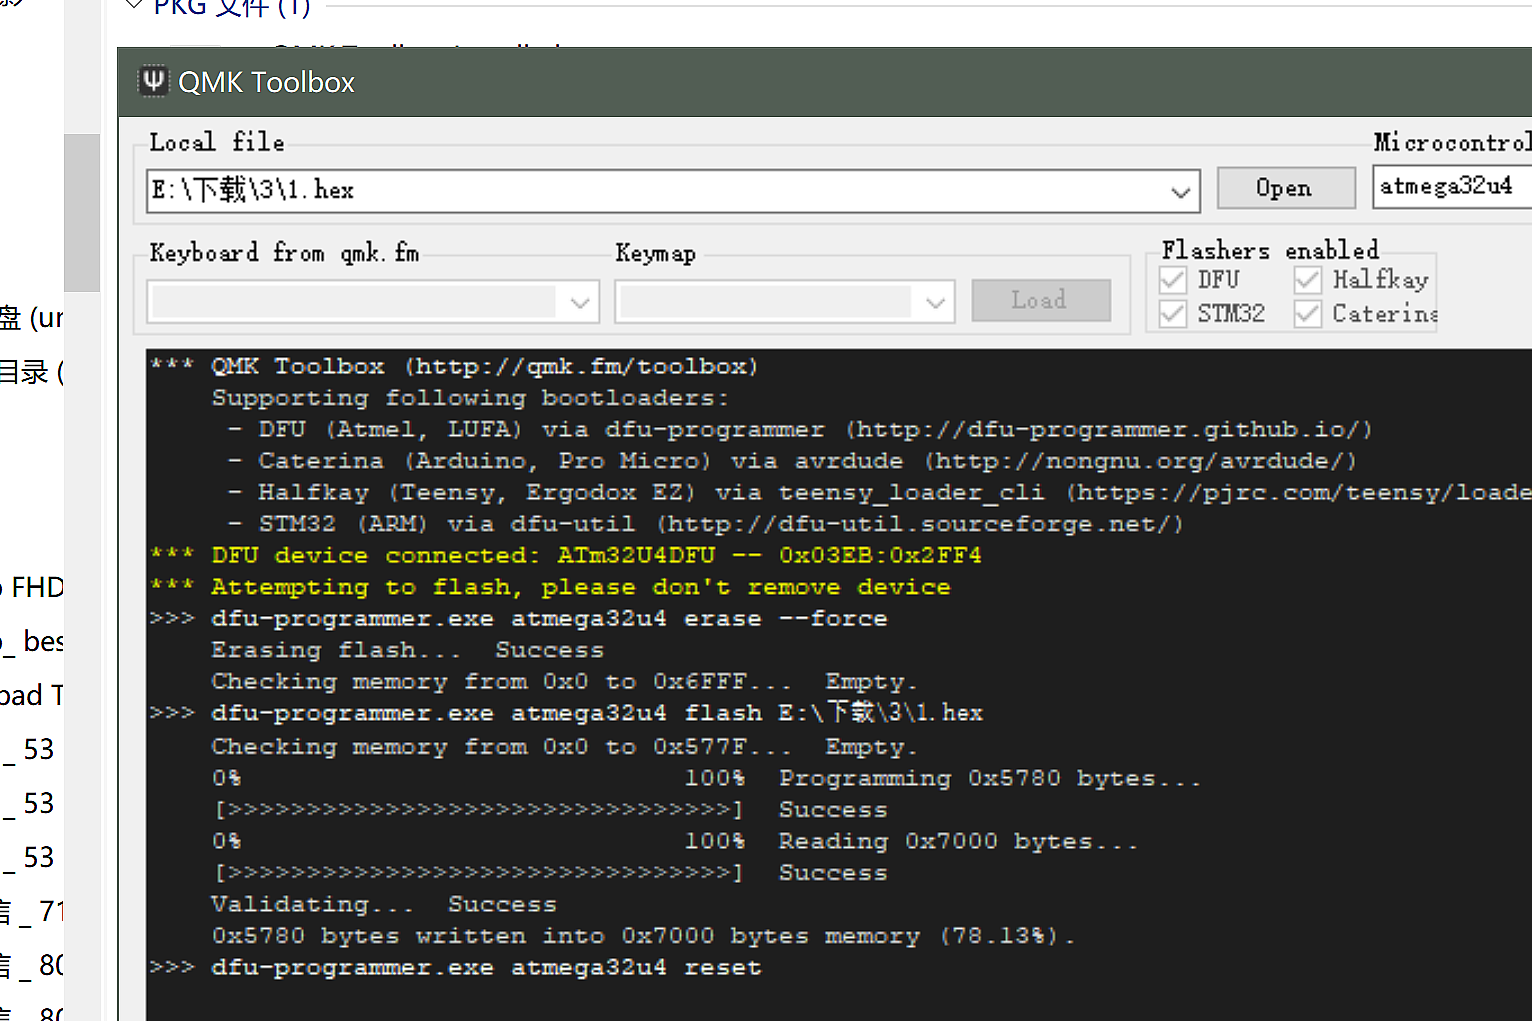 PKG 文件 (1)
QMK Toolbox
Local file
Microcontrol
E:\下载\3\1.hex
Open
atmega32u4
Keyboard from qmk.fm
Keymap
Flashers enabled
Load
DFU
Halfkay
STM32
Caterina
*** QMK Toolbox (http://qmk.fm/toolbox)
Supporting following bootloaders:
- DFU (Atmel, LUFA) via dfu-programmer (http://dfu-programmer.github.io/)
- Caterina (Arduino, Pro Micro) via avrdude (http://nongnu.org/avrdude/)
- Halfkay (Teensy, Ergodox EZ) via teensy_loader_cli (https://pjrc.com/teensy/loade
- STM32 (ARM) via dfu-util (http://dfu-util.sourceforge.net/)
*** DFU device connected: ATm32U4DFU -- 0x03EB:0x2FF4
*** Attempting to flash, please don't remove device
>>> dfu-programmer.exe atmega32u4 erase --force
Erasing flash... Success
Checking memory from 0x0 to 0x6FFF... Empty.
>>> dfu-programmer.exe atmega32u4 flash E:\下载\3\1.hex
Checking memory from 0x0 to 0x577F... Empty.
0% 100% Programming 0x5780 bytes...
[>>>>>>>>>>>>>>>>>>>>>>>>>>>>>>>>] Success
0% 100% Reading 0x7000 bytes...
[>>>>>>>>>>>>>>>>>>>>>>>>>>>>>>>>] Success
Validating... Success
0x5780 bytes written into 0x7000 bytes memory (78.13%).
>>> dfu-programmer.exe atmega32u4 reset
盘 (ur
目录 (
FHD
_ bes
pad T
_ 53
_ 53
_ 53
言 _ 71
言 _ 80
_ 80